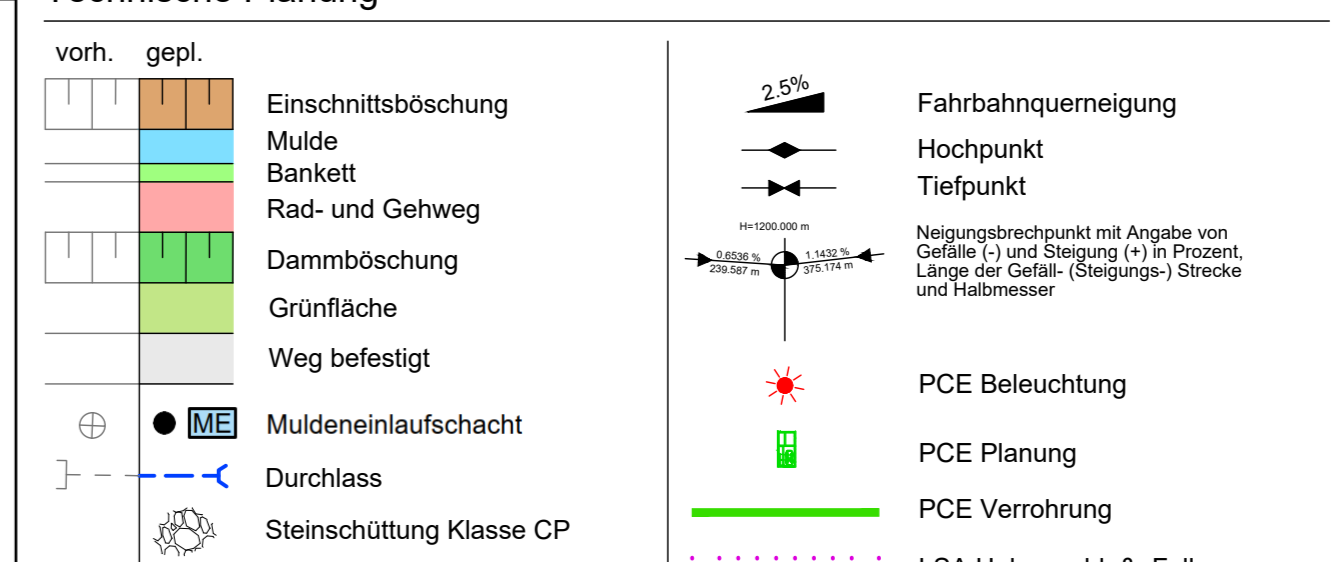 Technische Planung
vorh. gepl.
Einschnittsböschung
Mulde
Bankett
Rad- und Gehweg
Dammböschung
Grünfläche
Weg befestigt
ME Muldeneinlaufschacht
Durchlass
Steinschüttung Klasse CP
2.5% Fahrbahnquerneigung
Hochpunkt
Tiefpunkt
H=1200.000 m
0.6536 % 1.1432 %
239.587 m 375.174 m
Neigungsbrechpunkt mit Angabe von
Gefälle (-) und Steigung (+) in Prozent,
Länge der Gefäll- (Steigungs-) Strecke
und Halbmesser
PCE Beleuchtung
PCE Planung
PCE Verrohrung